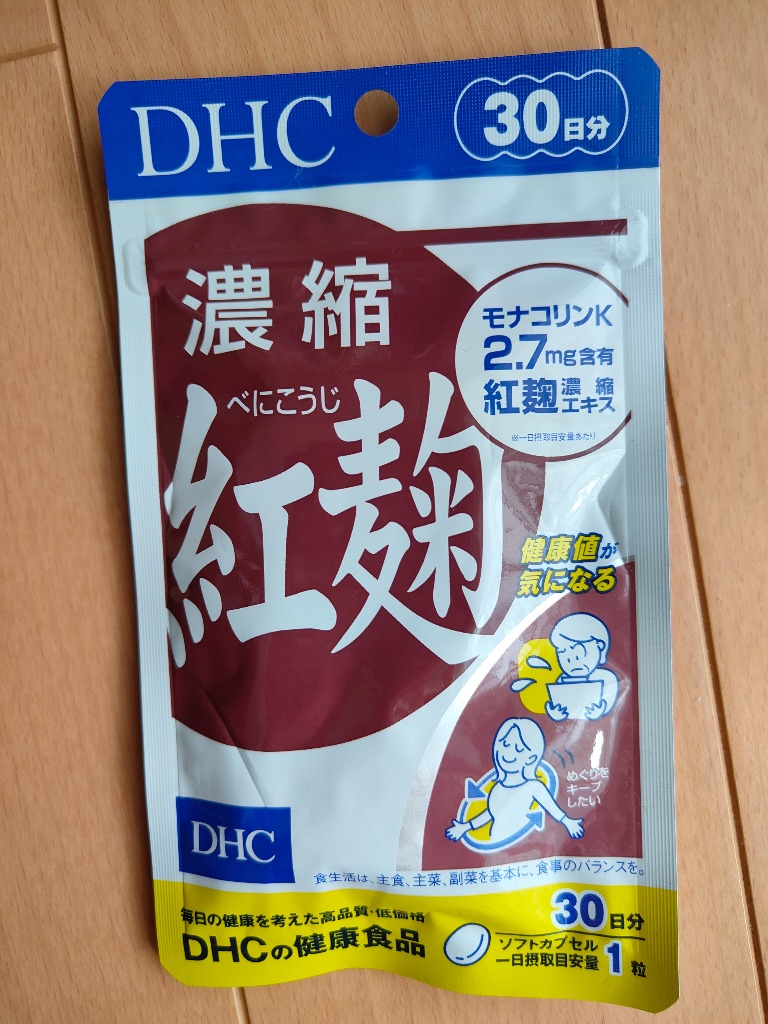 DHC
30日分
濃縮
べにこうじ
紅麹
モナコリンK
2.7mg含有
紅麹 濃縮
エキス
※一日摂取目安量あたり
健康値が
気になる
めぐりを
キープ
したい
DHC
食生活は、主食、主菜、副菜を基本に、食事のバランスを。
毎日の健康を考えた高品質・低価格
DHCの健康食品
30日分
ソフトカプセル
一日摂取目安量 1粒